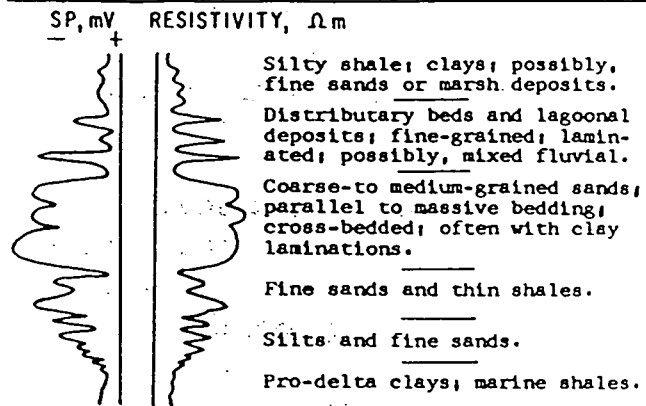 SP, mV RESISTIVITY, Ωm
− +
Silty shale; clays; possibly,
fine sands or marsh deposits.
Distributary beds and lagoonal
deposits; fine-grained; lamin-
ated; possibly, mixed fluvial.
Coarse-to medium-grained sands;
parallel to massive bedding;
cross-bedded; often with clay
laminations.
Fine sands and thin shales.
Silts and fine sands.
Pro-delta clays; marine shales.